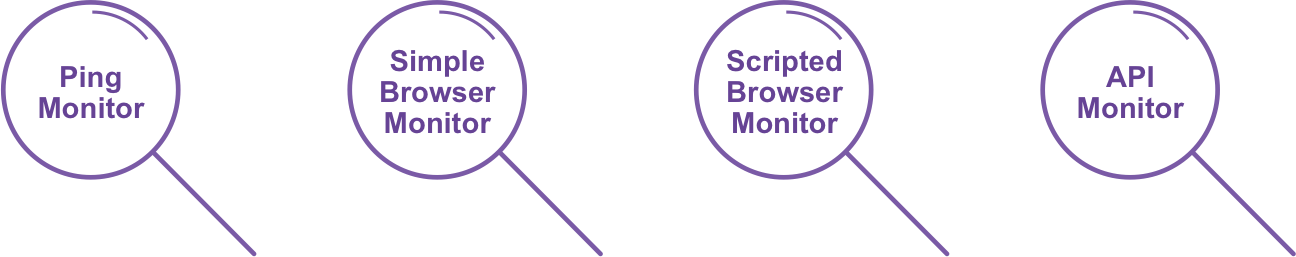 Ping
Monitor
Simple
Browser
Monitor
Scripted
Browser
Monitor
API
Monitor